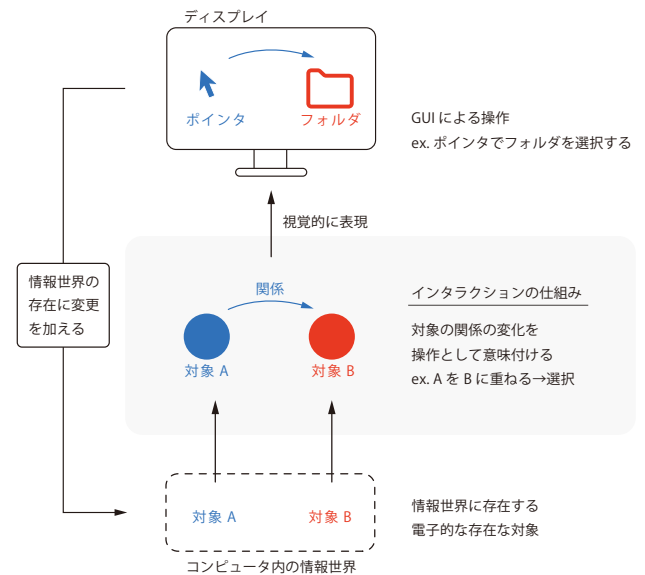 ディスプレイ
ポインタ
フォルダ
GUI による操作
ex. ポインタでフォルダを選択する
視覚的に表現
情報世界の
存在に変更
を加える
関係
対象 A
対象 B
インタラクションの仕組み
対象の関係の変化を
操作として意味付ける
ex. A を B に重ねる→選択
対象 A
対象 B
情報世界に存在する
電子的な存在な対象
コンピュータ内の情報世界